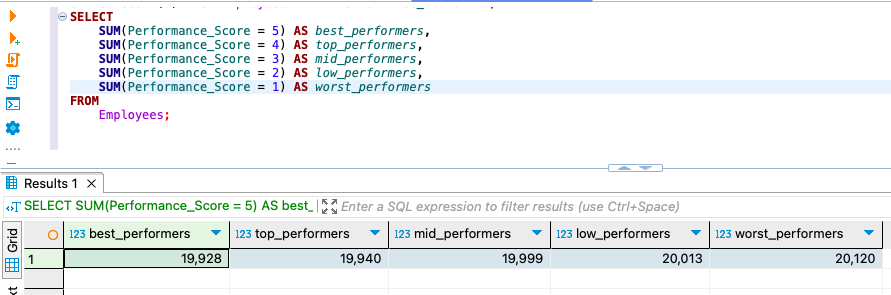 SELECT
SUM(Performance_Score = 5) AS best_performers,
SUM(Performance_Score = 4) AS top_performers,
SUM(Performance_Score = 3) AS mid_performers,
SUM(Performance_Score = 2) AS low_performers,
SUM(Performance_Score = 1) AS worst_performers
FROM
Employees;
Results 1
SELECT SUM(Performance_Score = 5) AS best_
Enter a SQL expression to filter results (use Ctrl+Space)
Grid
123 best_performers 123 top_performers 123 mid_performers 123 low_performers 123 worst_performers
1 19,928 19,940 19,999 20,013 20,120